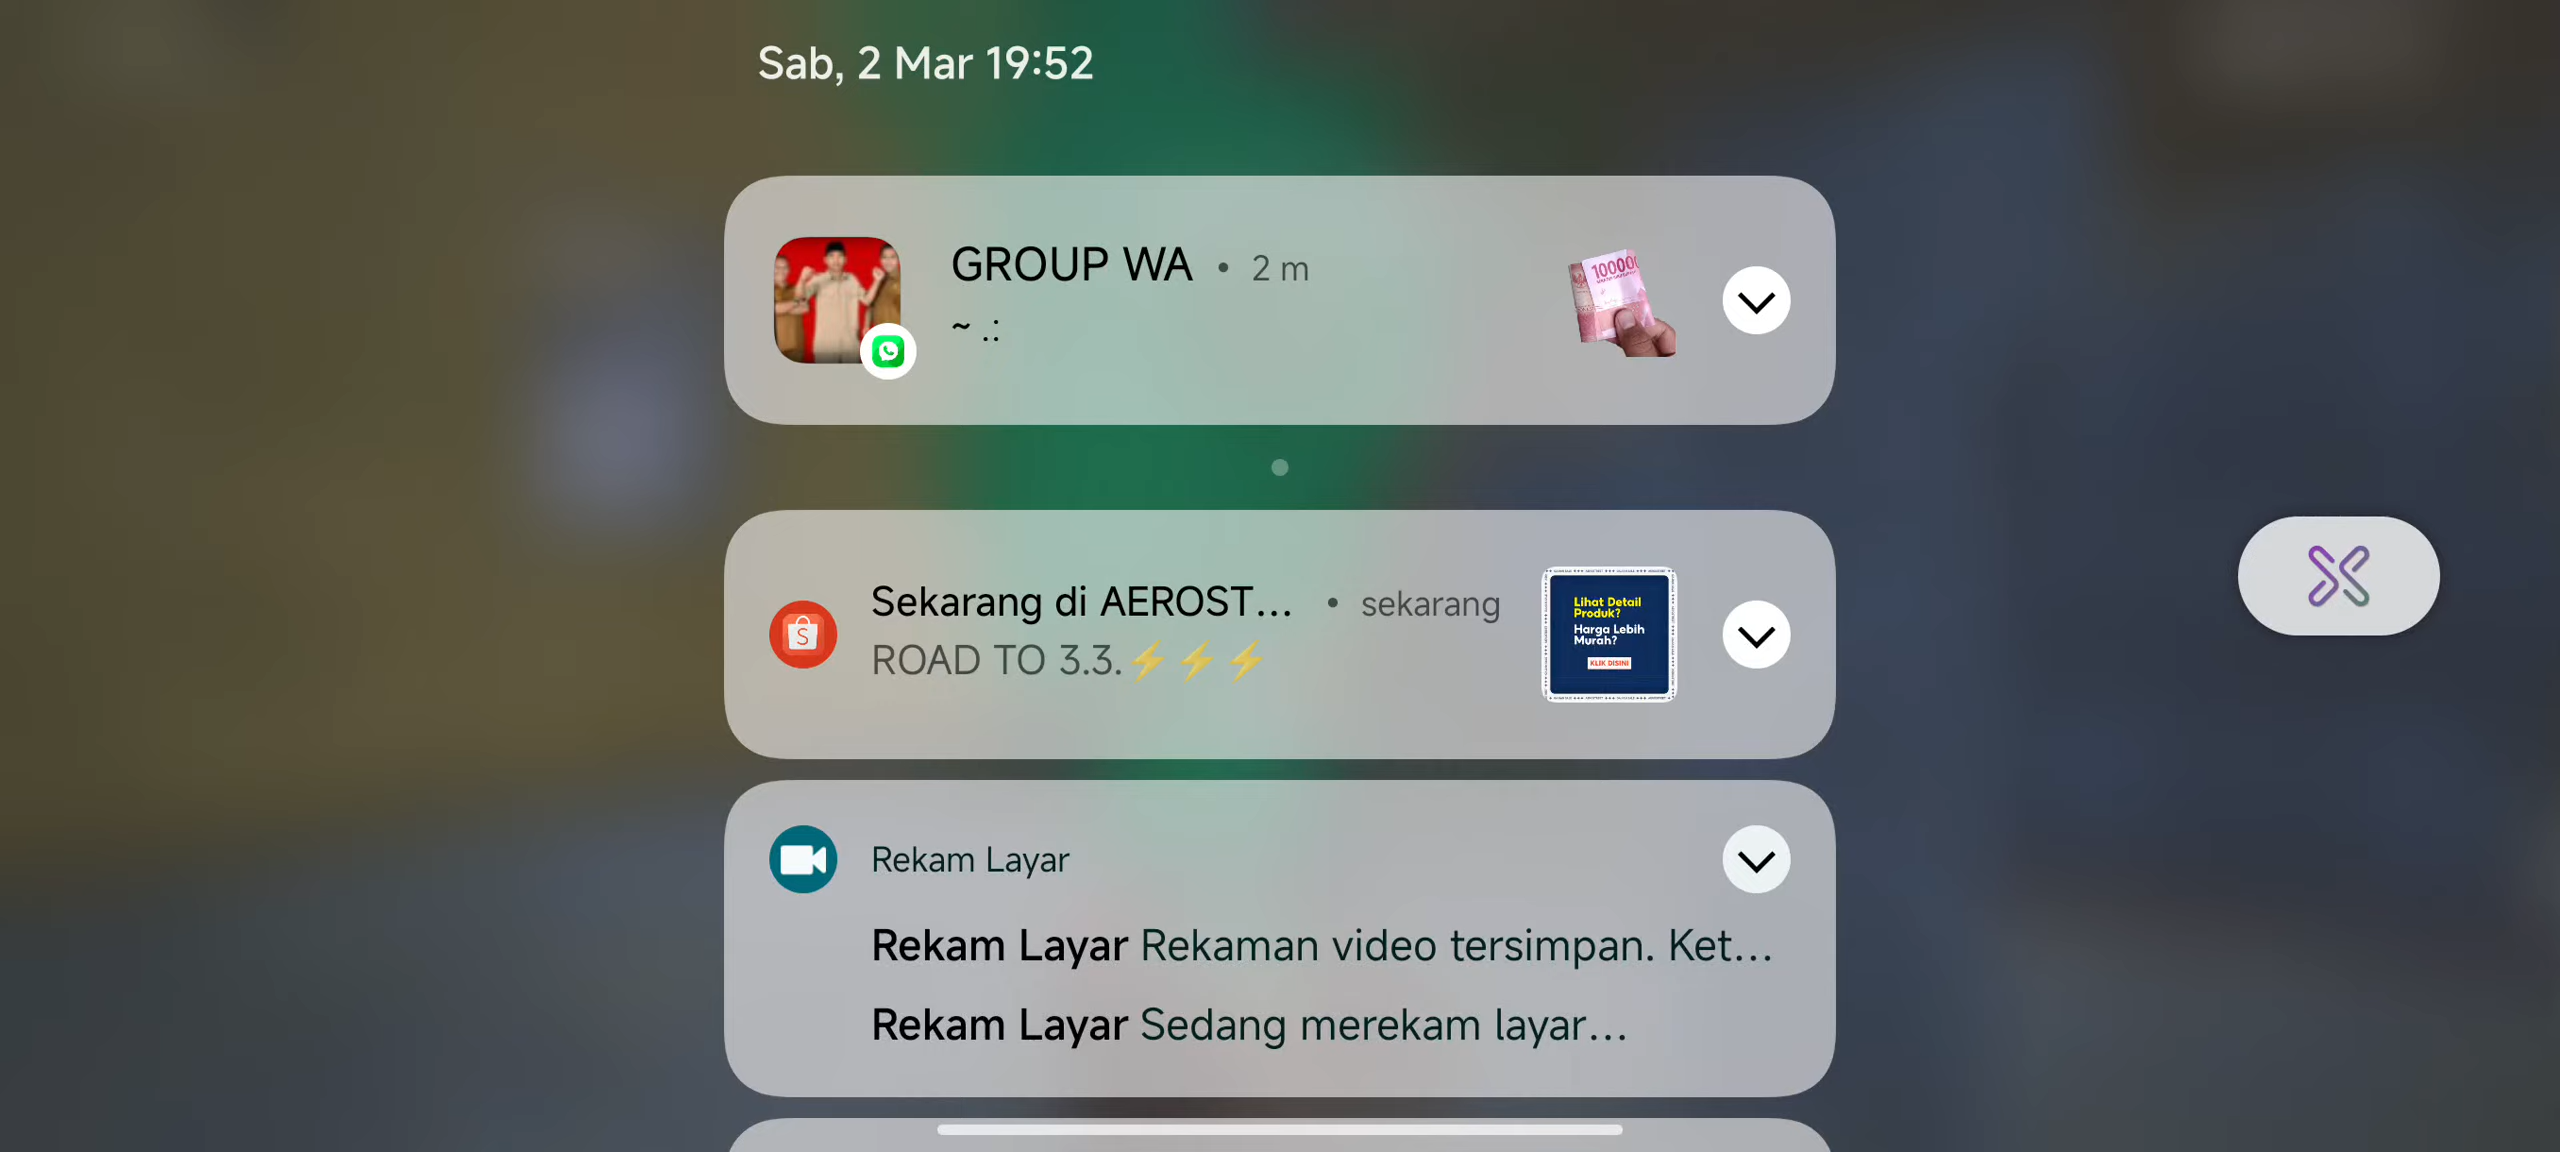 Sab, 2 Mar 19:52
GROUP WA • 2 m
~ .:
100000
Sekarang di AEROST... • sekarang
ROAD TO 3.3.⚡⚡⚡
Lihat Detail
Produk?
Harga Lebih
Murah?
KLIK DISINI
Rekam Layar
Rekam Layar Rekaman video tersimpan. Ket...
Rekam Layar Sedang merekam layar...